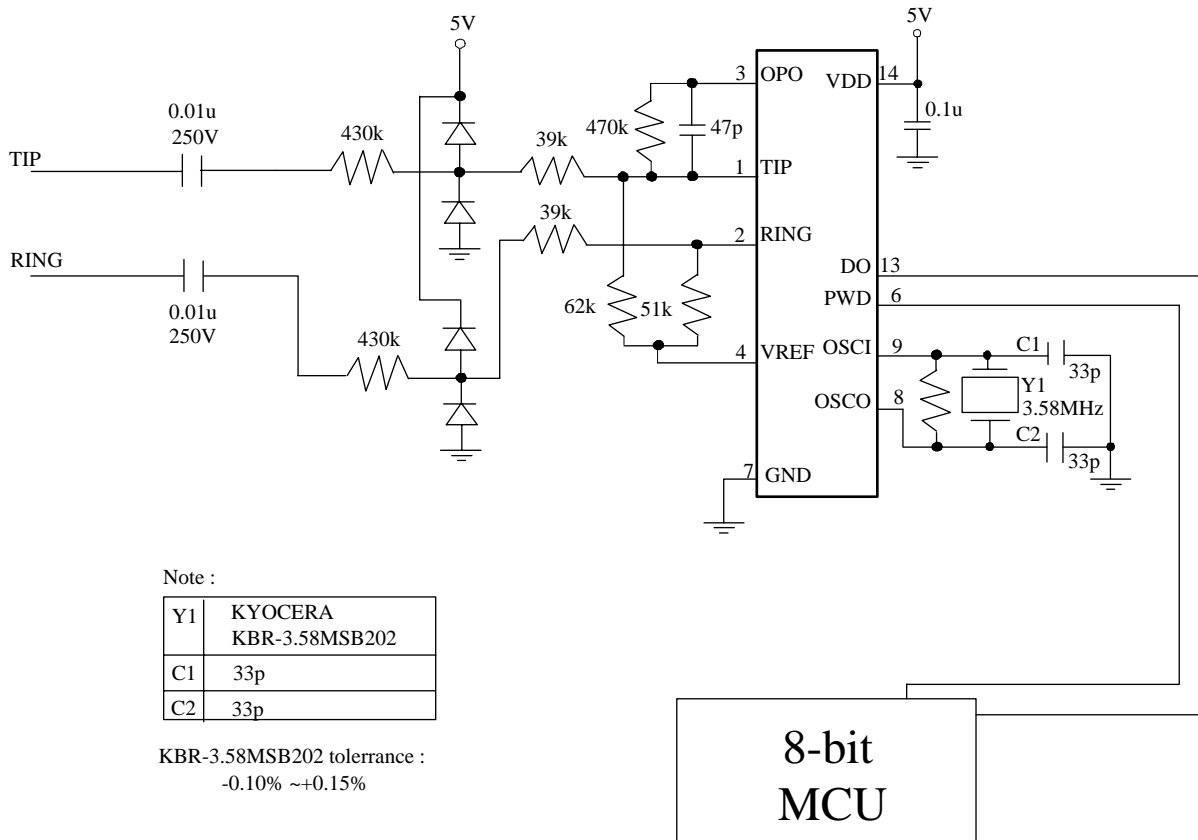 5V
5V
3 OPO
VDD 14
0.01u
250V
430k
470k
47p
0.1u
39k
TIP
1 TIP
39k
2 RING
RING
DO 13
PWD 6
0.01u
250V
62k
51k
430k
4 VREF
OSCI 9
C1
33p
Y1
3.58MHz
OSCO 8
C2
33p
7 GND
Note :
Y1 KYOCERA
KBR-3.58MSB202
C1 33p
C2 33p
KBR-3.58MSB202 tolerrance :
-0.10% ~+0.15%
8-bit
MCU